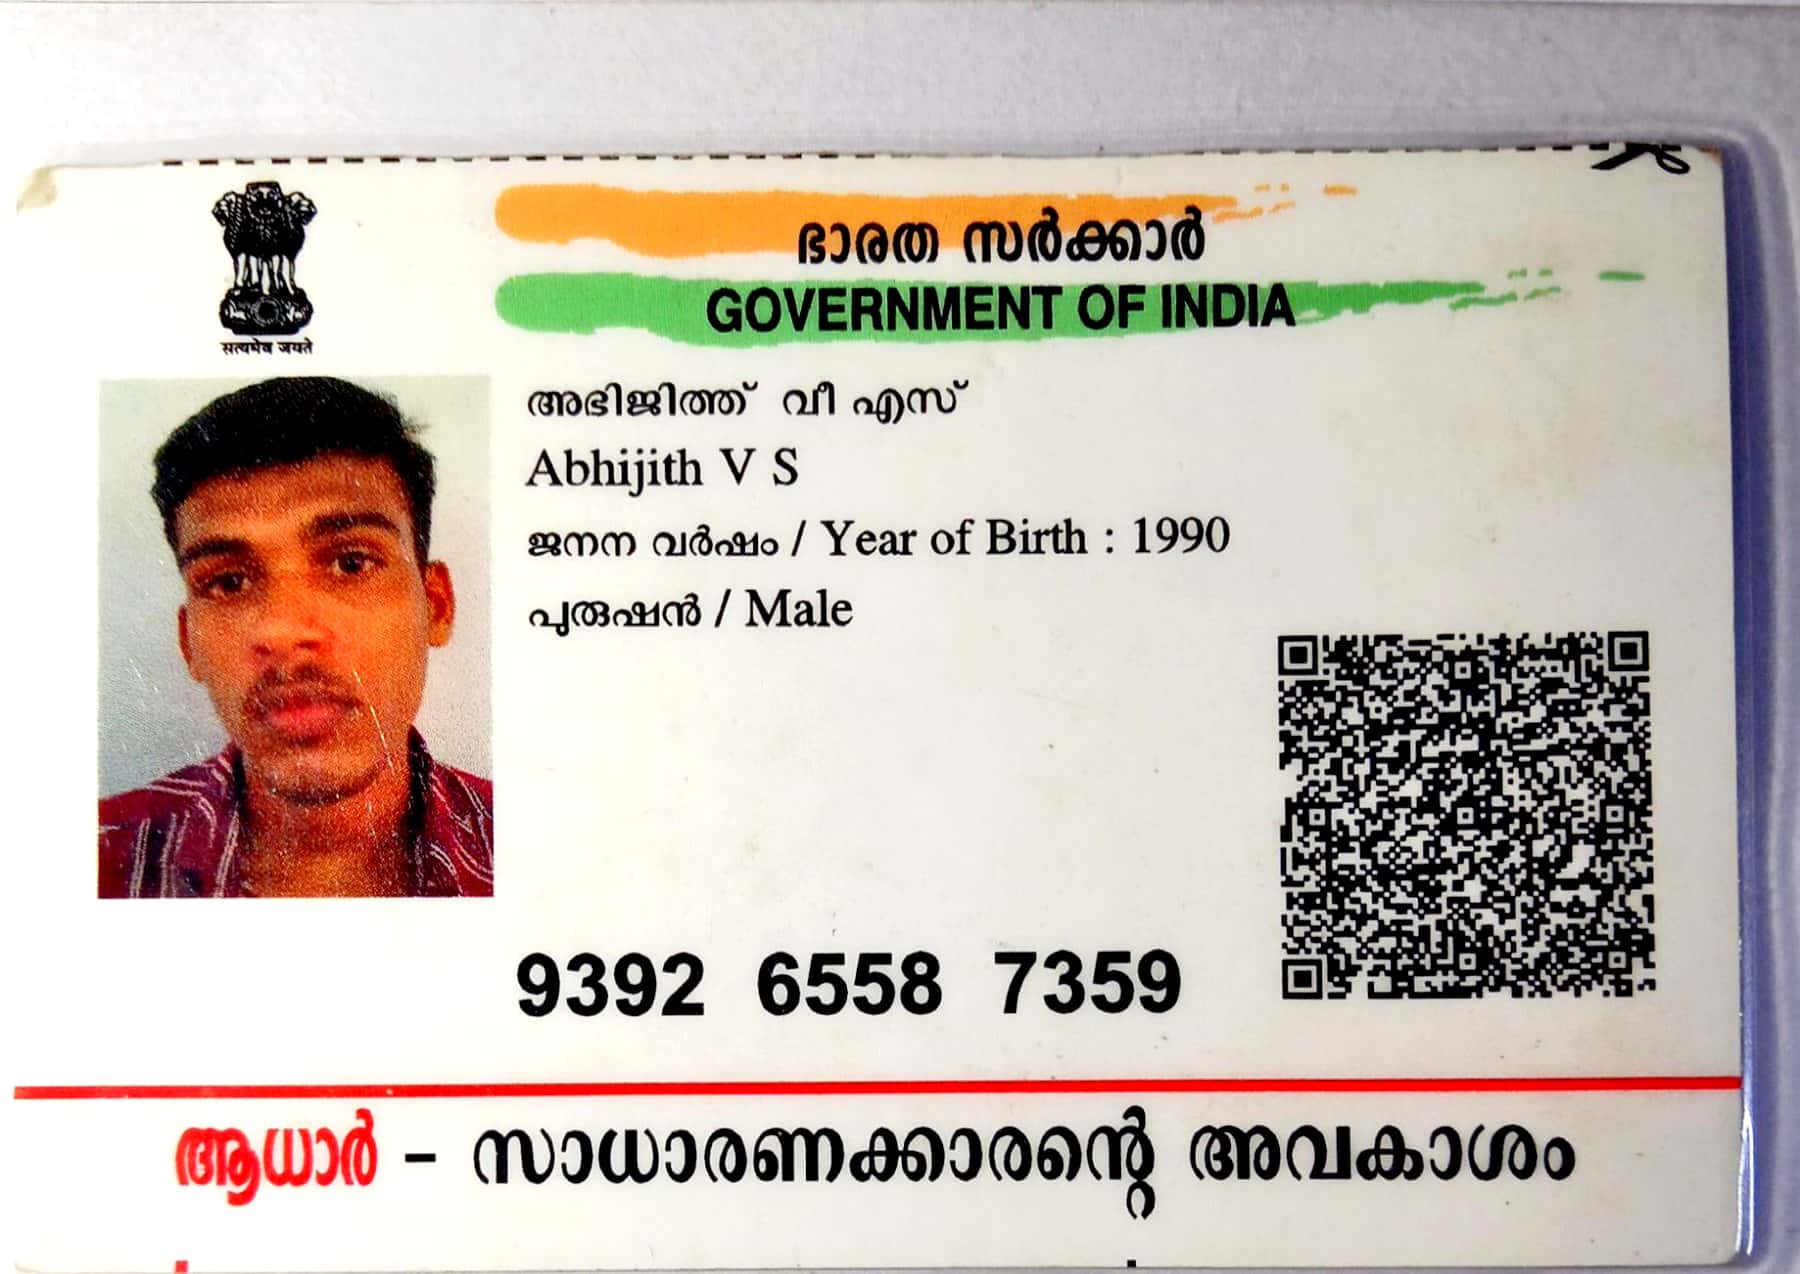 ഭാരത സർക്കാർ
GOVERNMENT OF INDIA
सत्यमेव जयते
അഭിജിത്ത് വീ എസ്
Abhijith V S
ജനന വർഷം / Year of Birth : 1990
പുരുഷൻ / Male
9392 6558 7359
ആധാർ - സാധാരണക്കാരന്റെ അവകാശം